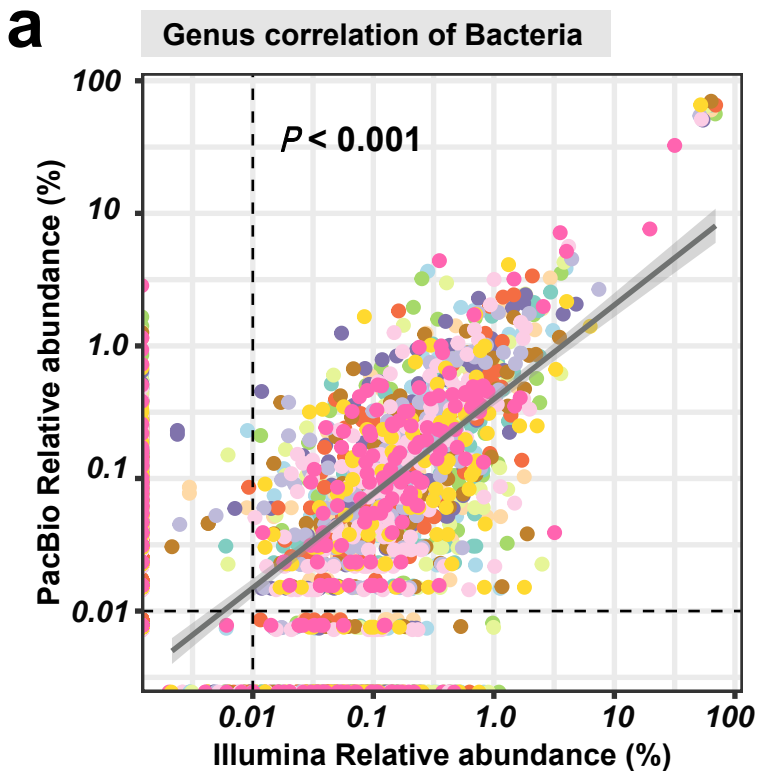 a
Genus correlation of Bacteria
P < 0.001
PacBio Relative abundance (%)
100
10
1.0
0.1
0.01
0.01 0.1 1.0 10 100
Illumina Relative abundance (%)